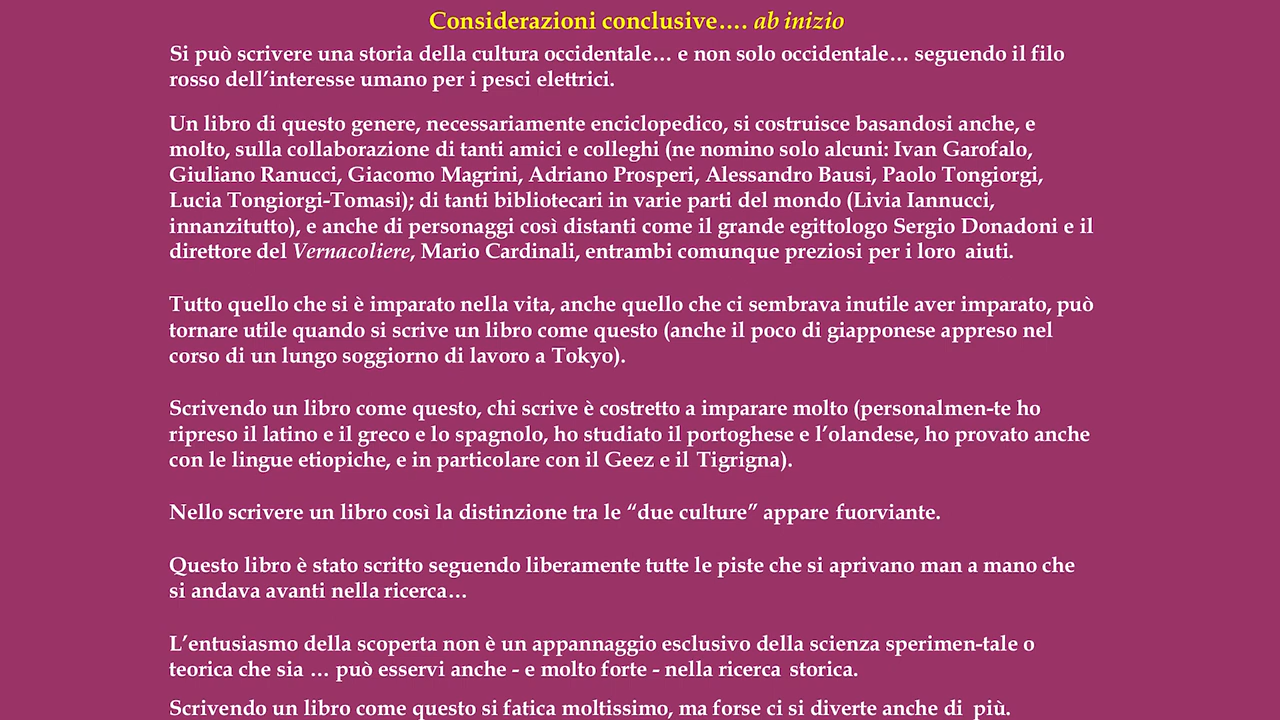 Considerazioni conclusive…. ab inizio
Si può scrivere una storia della cultura occidentale… e non solo occidentale… seguendo il filo
rosso dell’interesse umano per i pesci elettrici.
Un libro di questo genere, necessariamente enciclopedico, si costruisce basandosi anche, e
molto, sulla collaborazione di tanti amici e colleghi (ne nomino solo alcuni: Ivan Garofalo,
Giuliano Ranucci, Giacomo Magrini, Adriano Prosperi, Alessandro Bausi, Paolo Tongiorgi,
Lucia Tongiorgi-Tomasi); di tanti bibliotecari in varie parti del mondo (Livia Iannucci,
innanzitutto), e anche di personaggi così distanti come il grande egittologo Sergio Donadoni e il
direttore del Vernacoliere, Mario Cardinali, entrambi comunque preziosi per i loro aiuti.
Tutto quello che si è imparato nella vita, anche quello che ci sembrava inutile aver imparato, può
tornare utile quando si scrive un libro come questo (anche il poco di giapponese appreso nel
corso di un lungo soggiorno di lavoro a Tokyo).
Scrivendo un libro come questo, chi scrive è costretto a imparare molto (personalmen-te ho
ripreso il latino e il greco e lo spagnolo, ho studiato il portoghese e l’olandese, ho provato anche
con le lingue etiopiche, e in particolare con il Geez e il Tigrigna).
Nello scrivere un libro così la distinzione tra le “due culture” appare fuorviante.
Questo libro è stato scritto seguendo liberamente tutte le piste che si aprivano man a mano che
si andava avanti nella ricerca…
L’entusiasmo della scoperta non è un appannaggio esclusivo della scienza sperimen-tale o
teorica che sia … può esservi anche - e molto forte - nella ricerca storica.
Scrivendo un libro come questo si fatica moltissimo, ma forse ci si diverte anche di più.